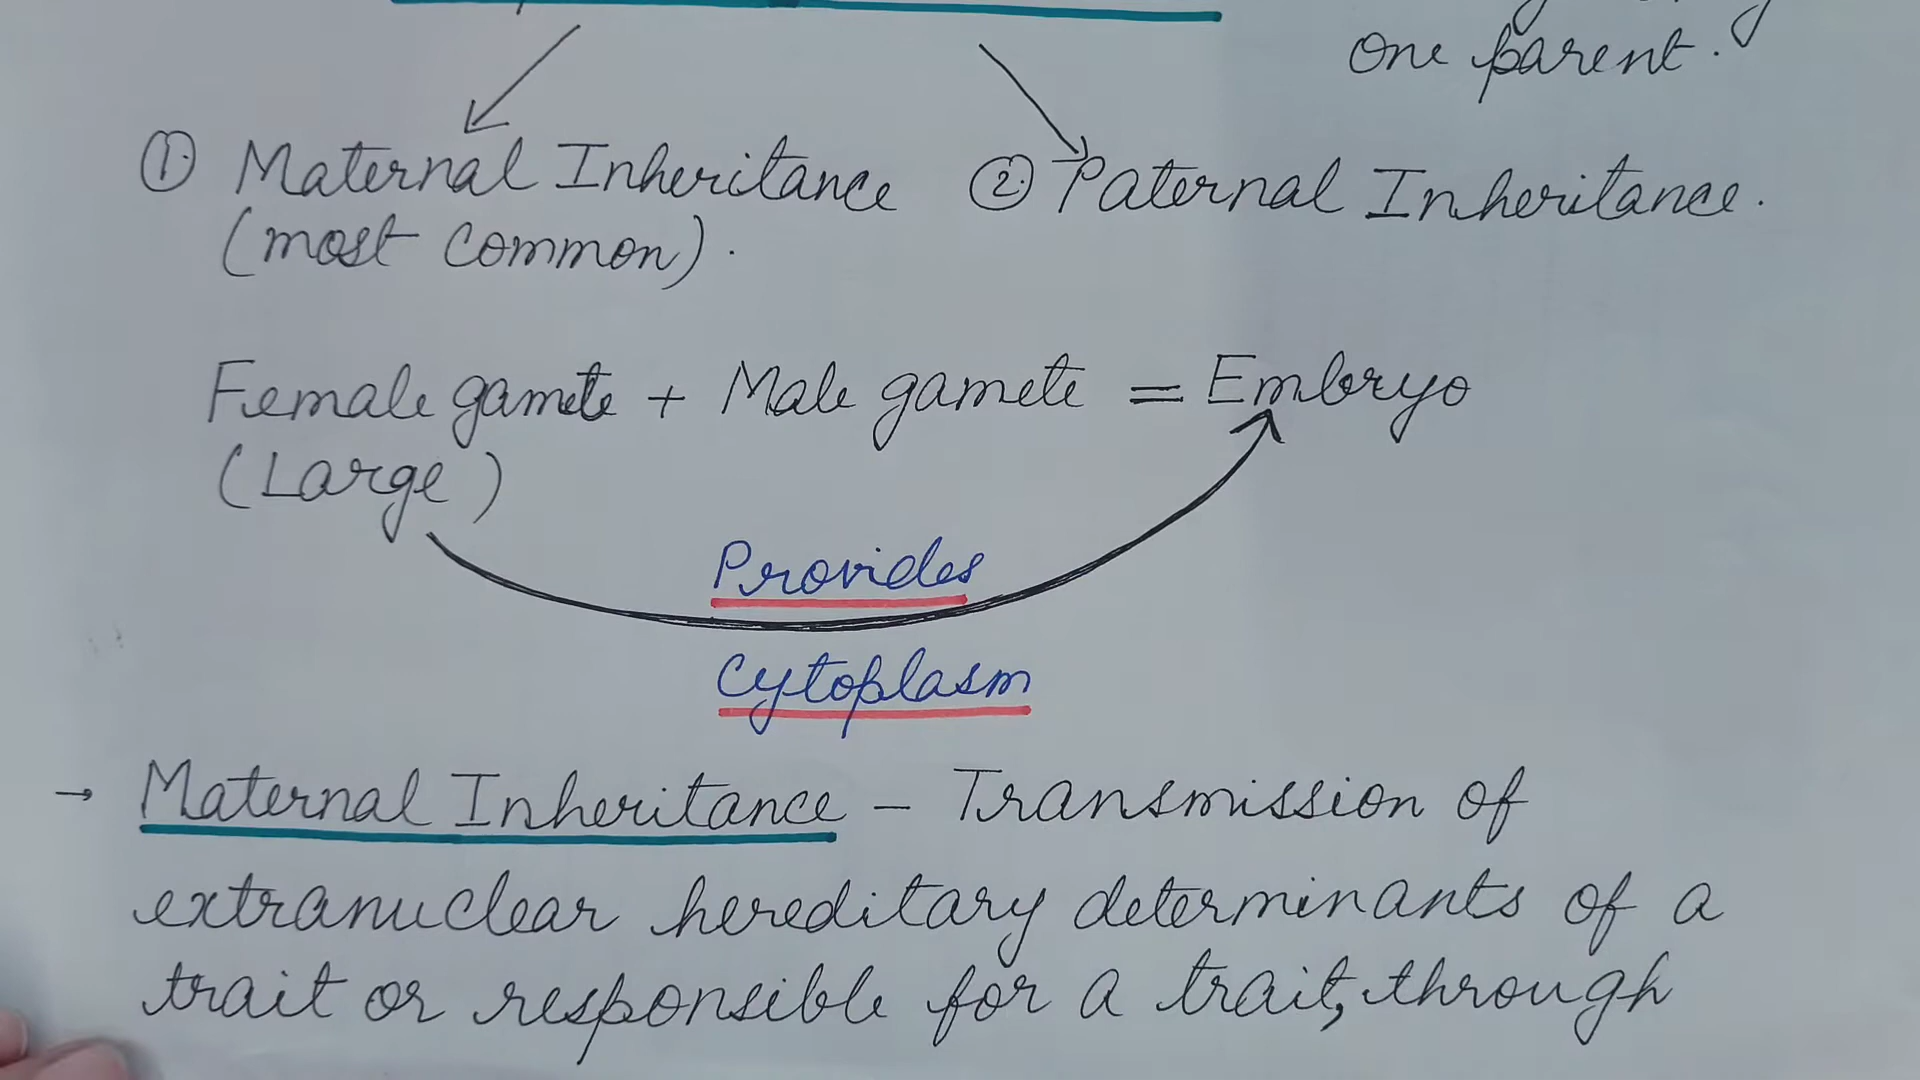 one parent.
① Maternal Inheritance ② Paternal Inheritance.
(most common).
Female gamete + Male gamete = Embryo
(Large)
Provides
Cytoplasm
→ Maternal Inheritance – Transmission of
extranuclear hereditary determinants of a
trait or responsible for a trait, through